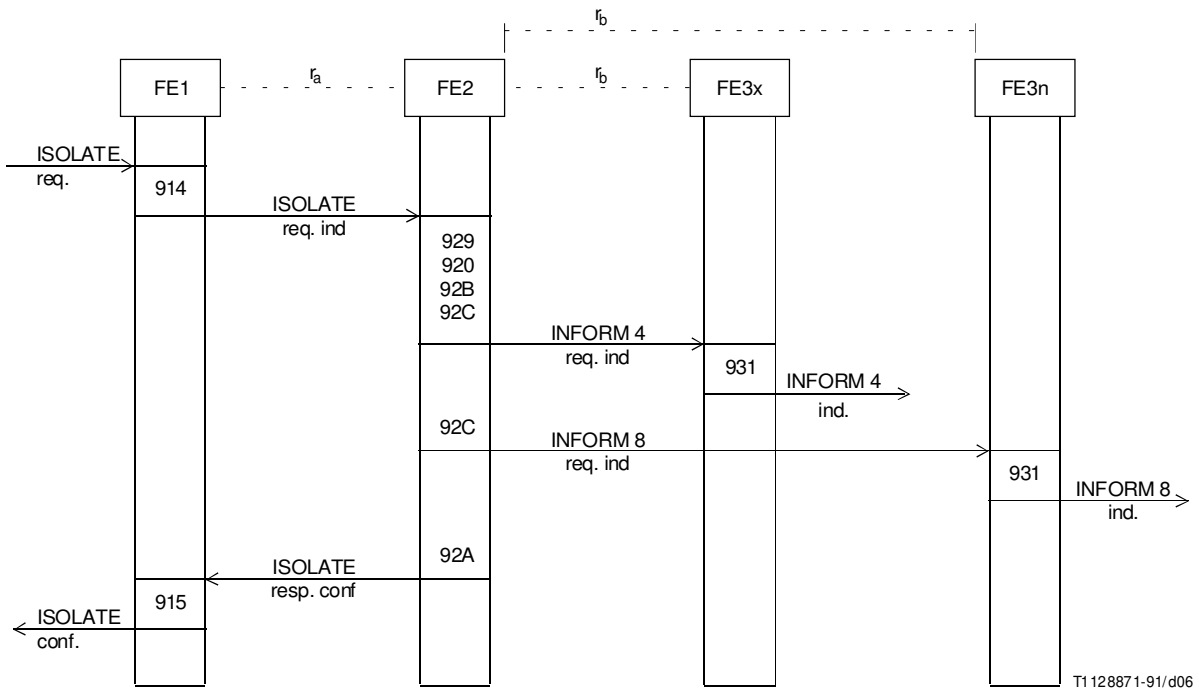 rb
FE1
ra
FE2
rb
FE3x
FE3n
ISOLATE
req.
914
ISOLATE
req. ind
929
920
92B
92C
INFORM 4
req. ind
931
INFORM 4
ind.
92C
INFORM 8
req. ind
931
INFORM 8
ind.
92A
ISOLATE
resp. conf
915
ISOLATE
conf.
T1128871-91/d06